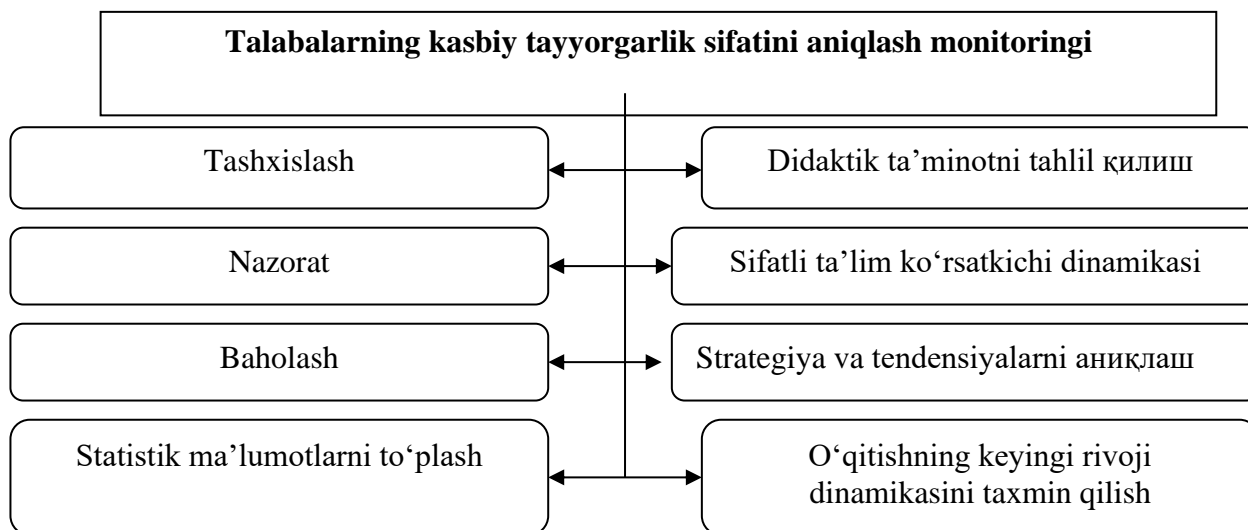 Talabalarning kasbiy tayyorgarlik sifatini aniqlash monitoringi
Tashxislash
Didaktik ta’minotni tahlil қилиш
Nazorat
Sifatli ta’lim ko‘rsatkichi dinamikasi
Baholash
Strategiya va tendensiyalarni аниқлаш
Statistik ma’lumotlarni to‘plash
O‘qitishning keyingi rivoji
dinamikasini taxmin qilish